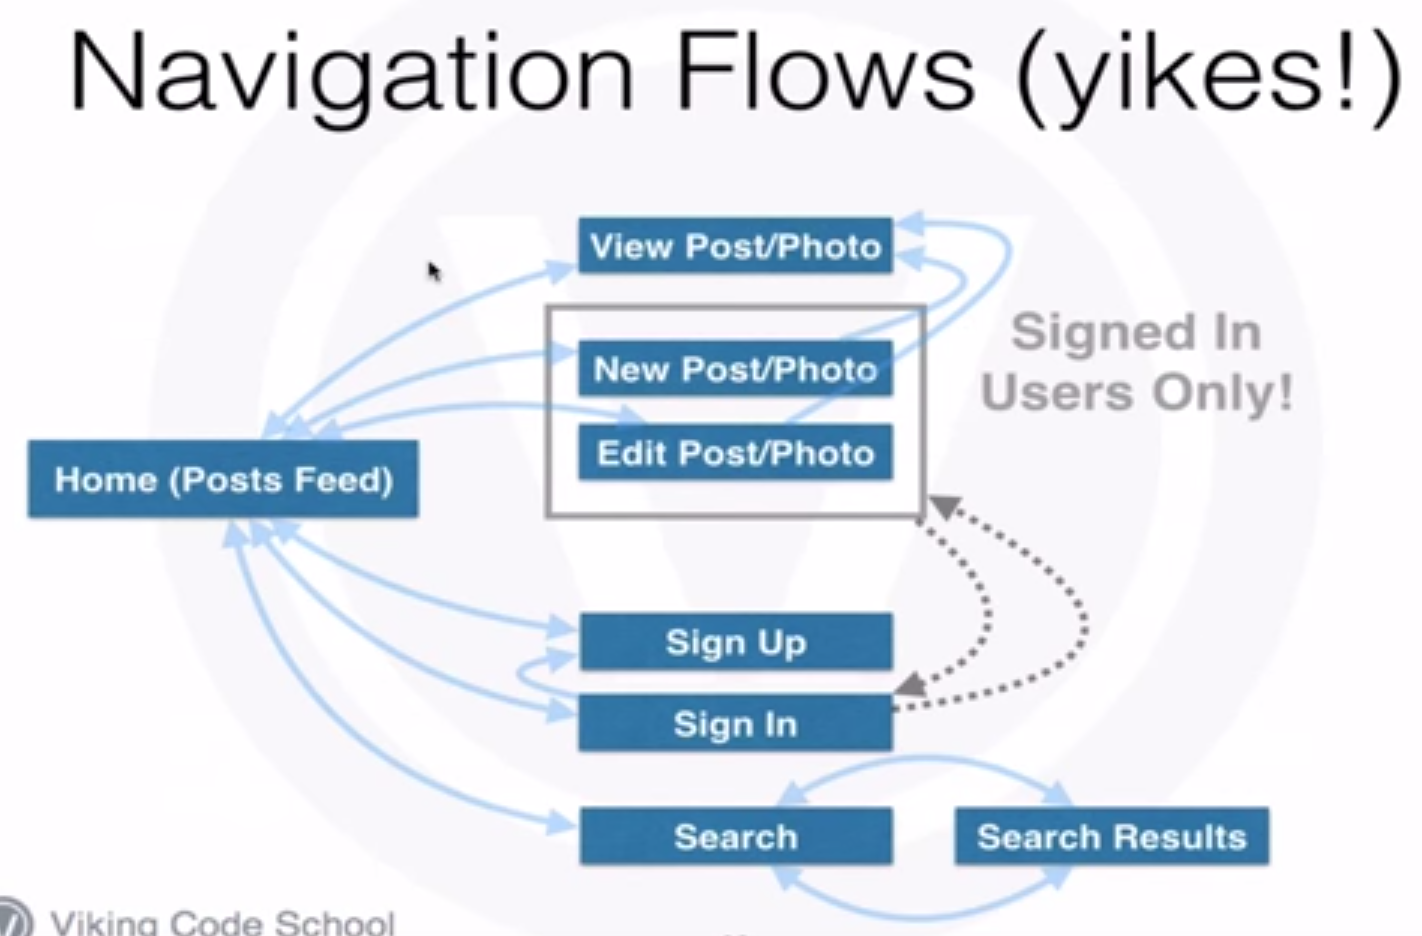 Navigation Flows (yikes!)
View Post/Photo
New Post/Photo
Edit Post/Photo
Signed In
Users Only!
Home (Posts Feed)
Sign Up
Sign In
Search
Search Results
Viking Code School